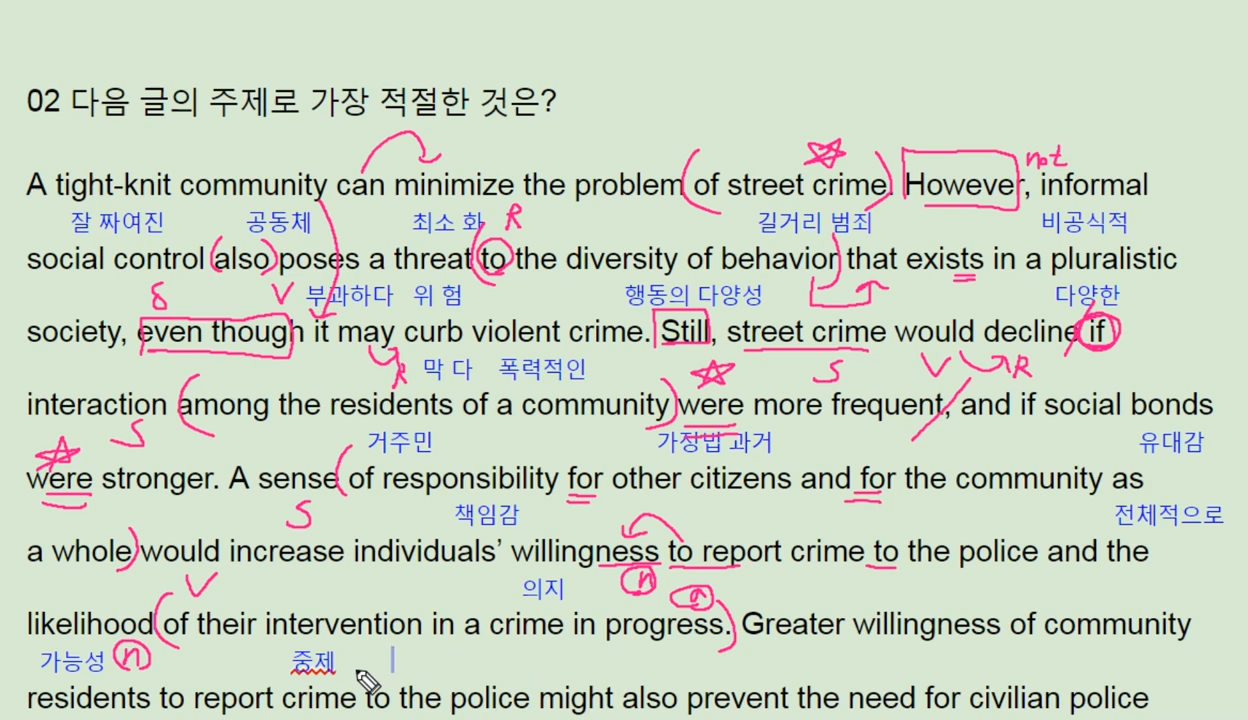 02 다음 글의 주제로 가장 적절한 것은?
A tight-knit community can minimize the problem of street crime. However, informal
not
잘 짜여진 공동체 최소 화 R 길거리 범죄 비공식적
social control also poses a threat to the diversity of behavior that exists in a pluralistic
V 부과하다 위 험 행동의 다양성 다양한
society, even though it may curb violent crime. Still, street crime would decline if
R 막 다 폭력적인 S V R
interaction among the residents of a community were more frequent, and if social bonds
S 거주민 가정법 과거 유대감
were stronger. A sense of responsibility for other citizens and for the community as
S 책임감 전체적으로
a whole would increase individuals’ willingness to report crime to the police and the
V 의지 n a
likelihood of their intervention in a crime in progress. Greater willingness of community
가능성 n 중제
residents to report crime to the police might also prevent the need for civilian police